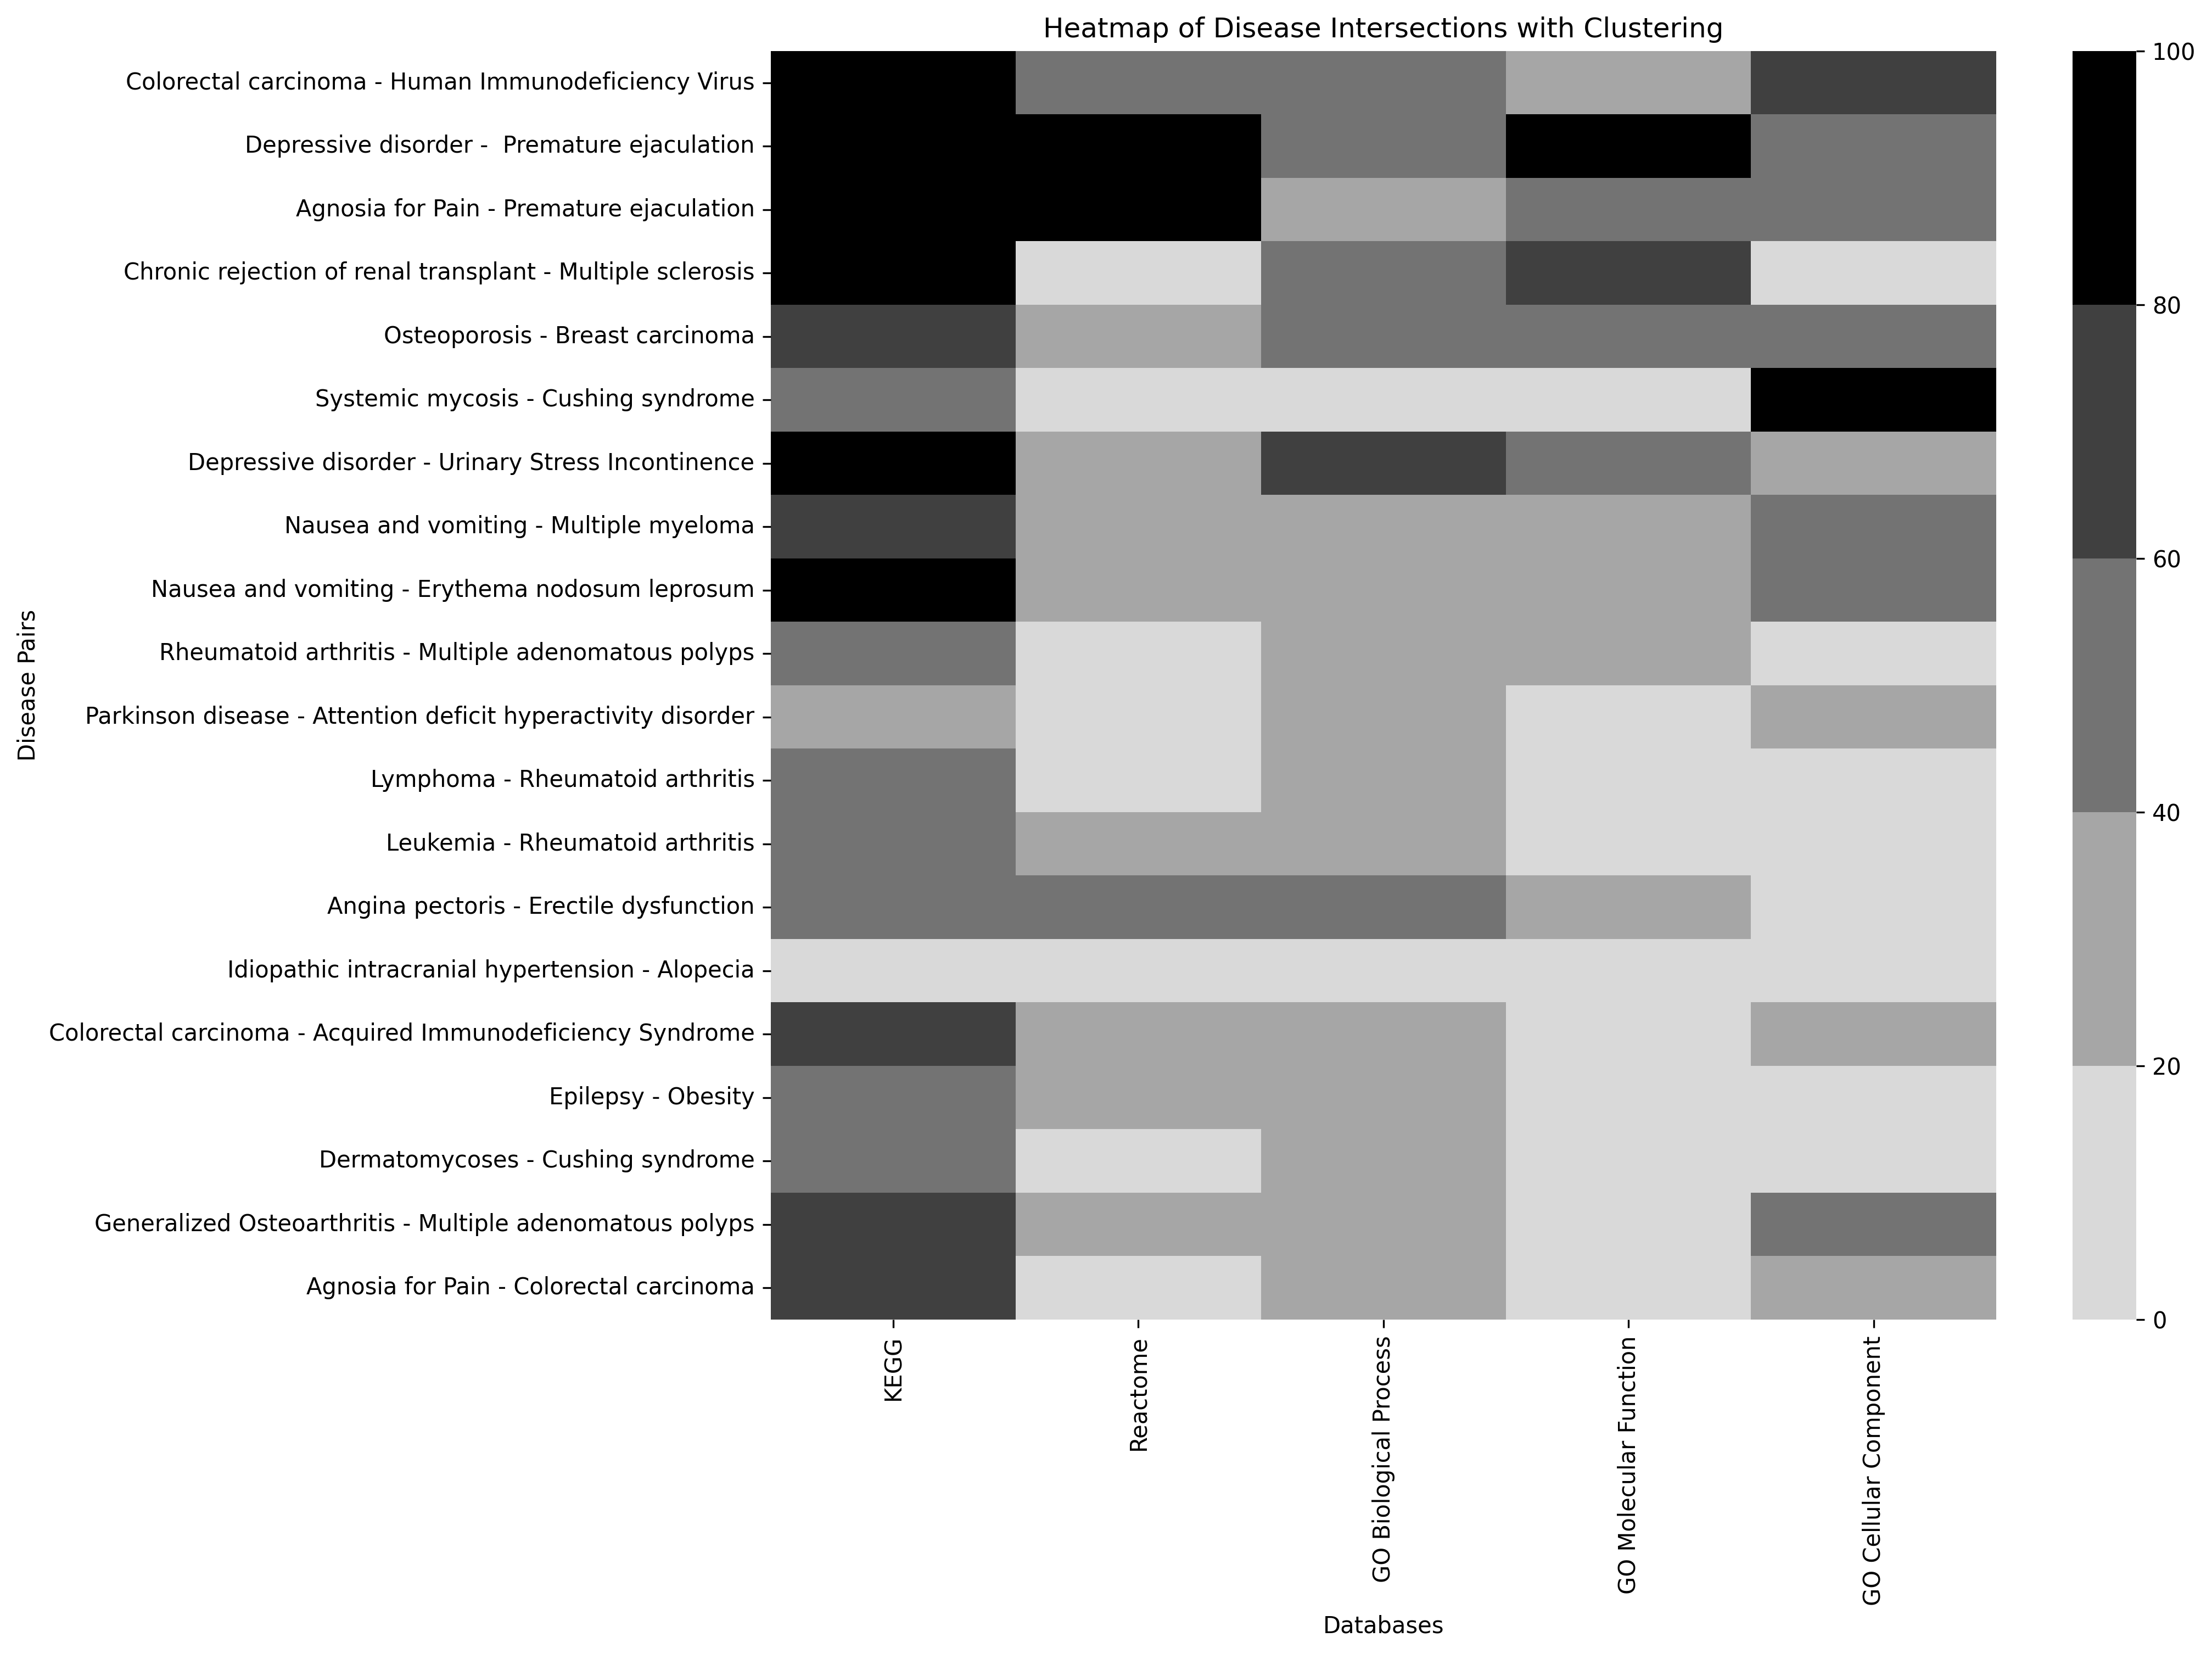 Heatmap of Disease Intersections with Clustering
Disease Pairs
Colorectal carcinoma - Human Immunodeficiency Virus
Depressive disorder -  Premature ejaculation
Agnosia for Pain - Premature ejaculation
Chronic rejection of renal transplant - Multiple sclerosis
Osteoporosis - Breast carcinoma
Systemic mycosis - Cushing syndrome
Depressive disorder - Urinary Stress Incontinence
Nausea and vomiting - Multiple myeloma
Nausea and vomiting - Erythema nodosum leprosum
Rheumatoid arthritis - Multiple adenomatous polyps
Parkinson disease - Attention deficit hyperactivity disorder
Lymphoma - Rheumatoid arthritis
Leukemia - Rheumatoid arthritis
Angina pectoris - Erectile dysfunction
Idiopathic intracranial hypertension - Alopecia
Colorectal carcinoma - Acquired Immunodeficiency Syndrome
Epilepsy - Obesity
Dermatomycoses - Cushing syndrome
Generalized Osteoarthritis - Multiple adenomatous polyps
Agnosia for Pain - Colorectal carcinoma
KEGG
Reactome
GO Biological Process
GO Molecular Function
GO Cellular Component
Databases
100
80
60
40
20
0